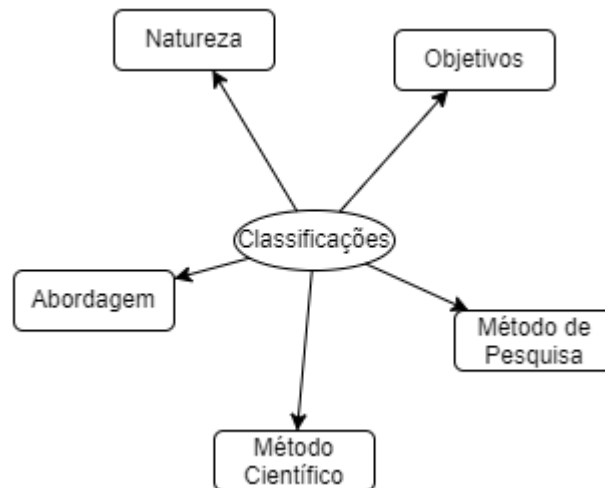 Natureza
Objetivos
Classificações
Abordagem
Método de
Pesquisa
Método
Científico